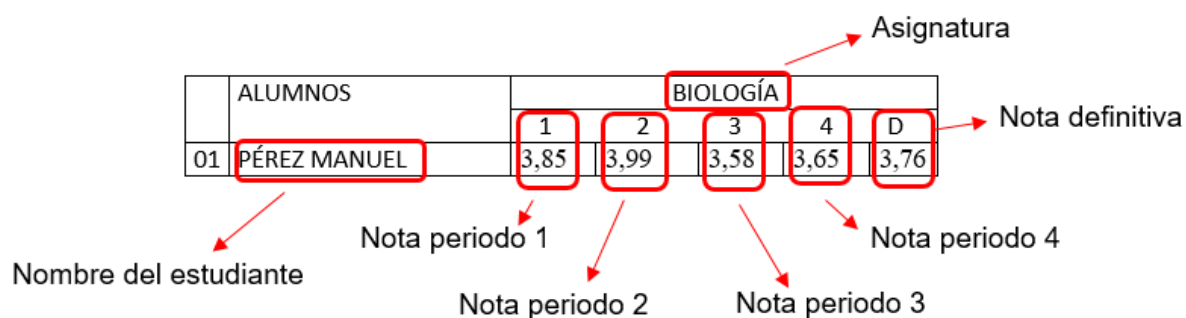 Asignatura
ALUMNOS BIOLOGÍA
1 2 3 4 D
Nota definitiva
01 PÉREZ MANUEL 3,85 3,99 3,58 3,65 3,76
Nota periodo 1
Nota periodo 4
Nombre del estudiante
Nota periodo 2
Nota periodo 3